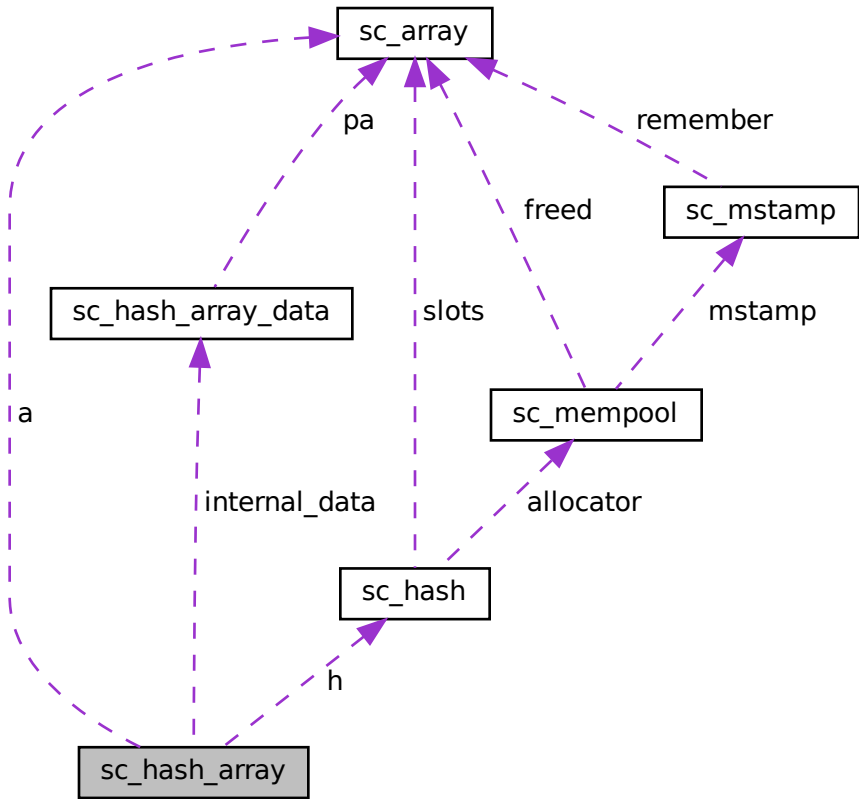 sc_array
remember
pa
sc_mstamp
freed
sc_hash_array_data
slots
mstamp
a
sc_mempool
internal_data
allocator
sc_hash
h
sc_hash_array